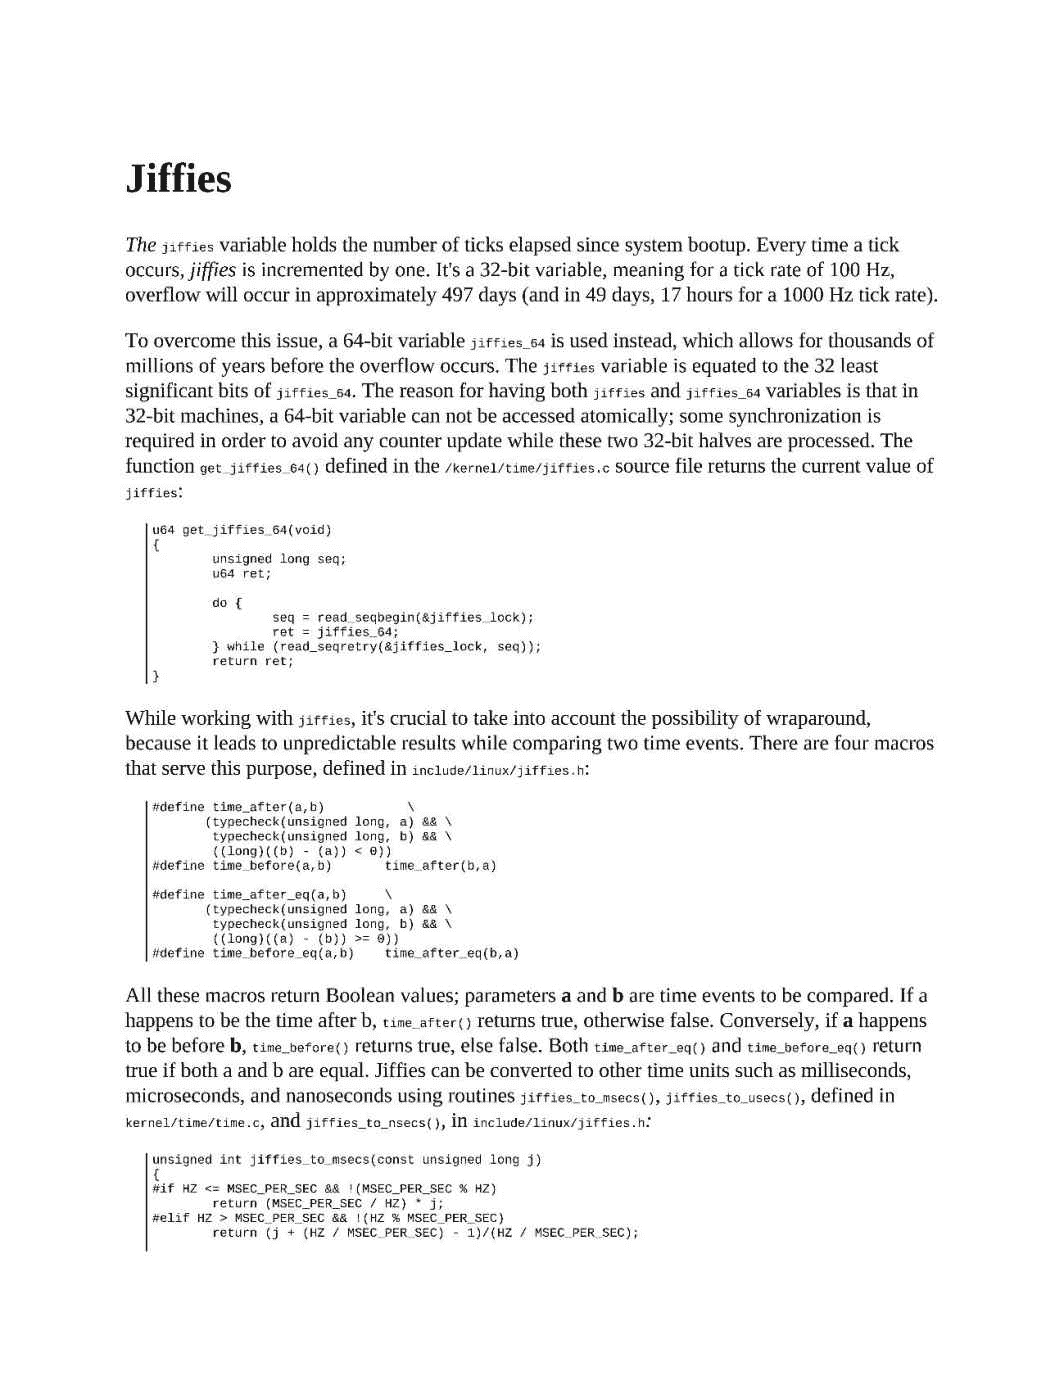 Jiffies
The jiffies variable holds the number of ticks elapsed since system bootup. Every time a tick
occurs, jiffies is incremented by one. It's a 32-bit variable, meaning for a tick rate of 100 Hz,
overflow will occur in approximately 497 days (and in 49 days, 17 hours for a 1000 Hz tick rate).
To overcome this issue, a 64-bit variable jiffies_64 is used instead, which allows for thousands of
millions of years before the overflow occurs. The jiffies variable is equated to the 32 least
significant bits of jiffies_64. The reason for having both jiffies and jiffies_64 variables is that in
32-bit machines, a 64-bit variable can not be accessed atomically; some synchronization is
required in order to avoid any counter update while these two 32-bit halves are processed. The
function get_jiffies_64() defined in the /kernel/time/jiffies.c source file returns the current value of
jiffies:
u64 get_jiffies_64(void)
{
        unsigned long seq;
        u64 ret;
        do {
                seq = read_seqbegin(&jiffies_lock);
                ret = jiffies_64;
        } while (read_seqretry(&jiffies_lock, seq));
        return ret;
}
While working with jiffies, it's crucial to take into account the possibility of wraparound,
because it leads to unpredictable results while comparing two time events. There are four macros
that serve this purpose, defined in include/linux/jiffies.h:
#define time_after(a,b)           \
       (typecheck(unsigned long, a) && \
        typecheck(unsigned long, b) && \
        ((long)((b) - (a)) < 0))
#define time_before(a,b)       time_after(b,a)
#define time_after_eq(a,b)     \
       (typecheck(unsigned long, a) && \
        typecheck(unsigned long, b) && \
        ((long)((a) - (b)) >= 0))
#define time_before_eq(a,b)    time_after_eq(b,a)
All these macros return Boolean values; parameters a and b are time events to be compared. If a
happens to be the time after b, time_after() returns true, otherwise false. Conversely, if a happens
to be before b, time_before() returns true, else false. Both time_after_eq() and time_before_eq() return
true if both a and b are equal. Jiffies can be converted to other time units such as milliseconds,
microseconds, and nanoseconds using routines jiffies_to_msecs(), jiffies_to_usecs(), defined in
kernel/time/time.c, and jiffies_to_nsecs(), in include/linux/jiffies.h:
unsigned int jiffies_to_msecs(const unsigned long j)
{
#if HZ <= MSEC_PER_SEC && !(MSEC_PER_SEC % HZ)
        return (MSEC_PER_SEC / HZ) * j;
#elif HZ > MSEC_PER_SEC && !(HZ % MSEC_PER_SEC)
        return (j + (HZ / MSEC_PER_SEC) - 1)/(HZ / MSEC_PER_SEC);